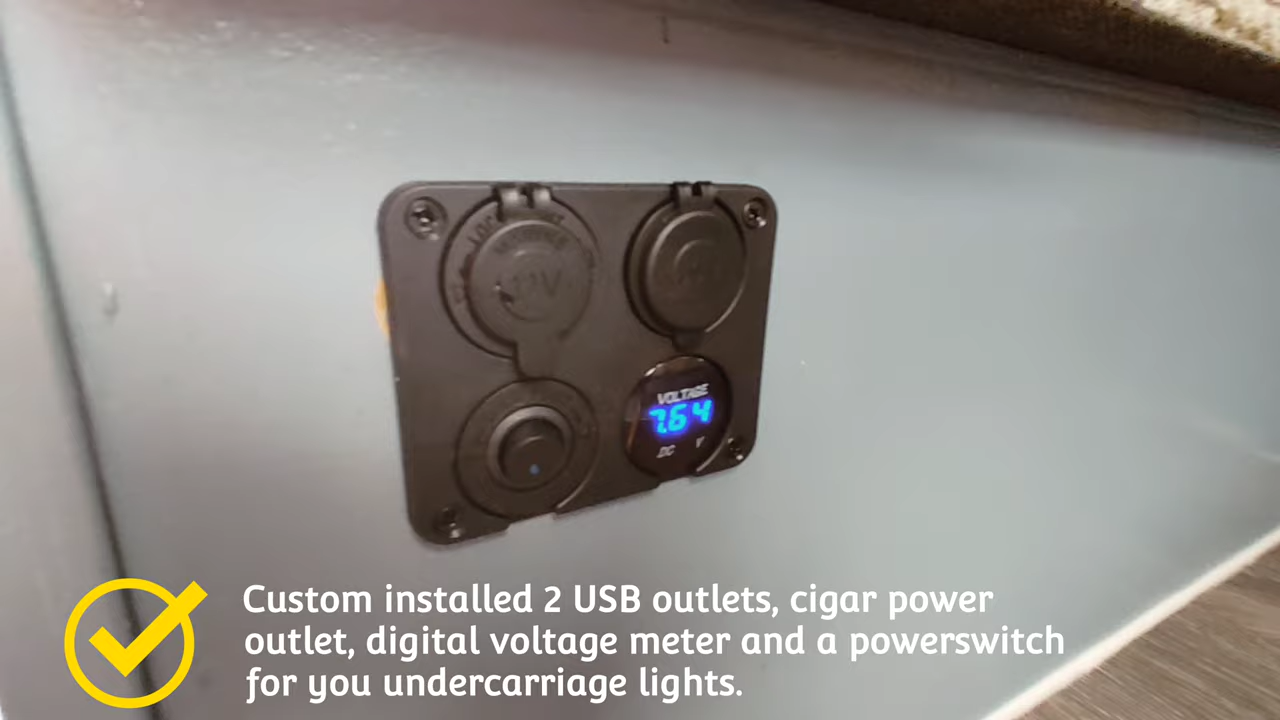 12V
VOLTAGE
7.64
DC V
Custom installed 2 USB outlets, cigar power
outlet, digital voltage meter and a powerswitch
for you undercarriage lights.